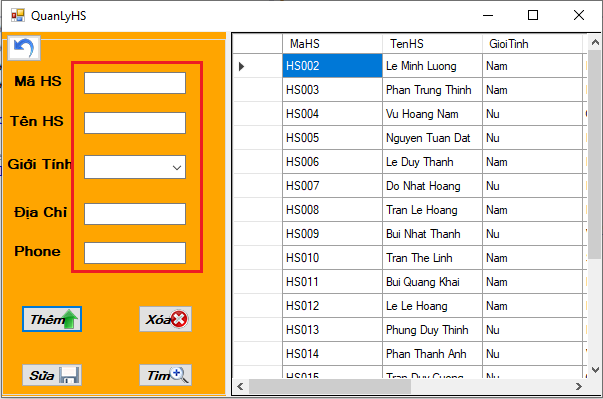 QuanLyHS
Mã HS
Tên HS
Giới Tính
Địa Chỉ
Phone
Thêm Xóa
Sửa Tìm
MaHS TenHS GioiTinh
HS002 Le Minh Luong Nam
HS003 Phan Trung Thinh Nam
HS004 Vu Hoang Nam Nu
HS005 Nguyen Tuan Dat Nu
HS006 Le Duy Thanh Nam
HS007 Do Nhat Hoang Nu
HS008 Tran Le Hoang Nam
HS009 Bui Nhat Thanh Nu
HS010 Tran The Linh Nam
HS011 Bui Quang Khai Nam
HS012 Le Le Hoang Nam
HS013 Phung Duy Thinh Nu
HS014 Phan Thanh Anh Nu
HS015 Tran Duy Cuong Nam